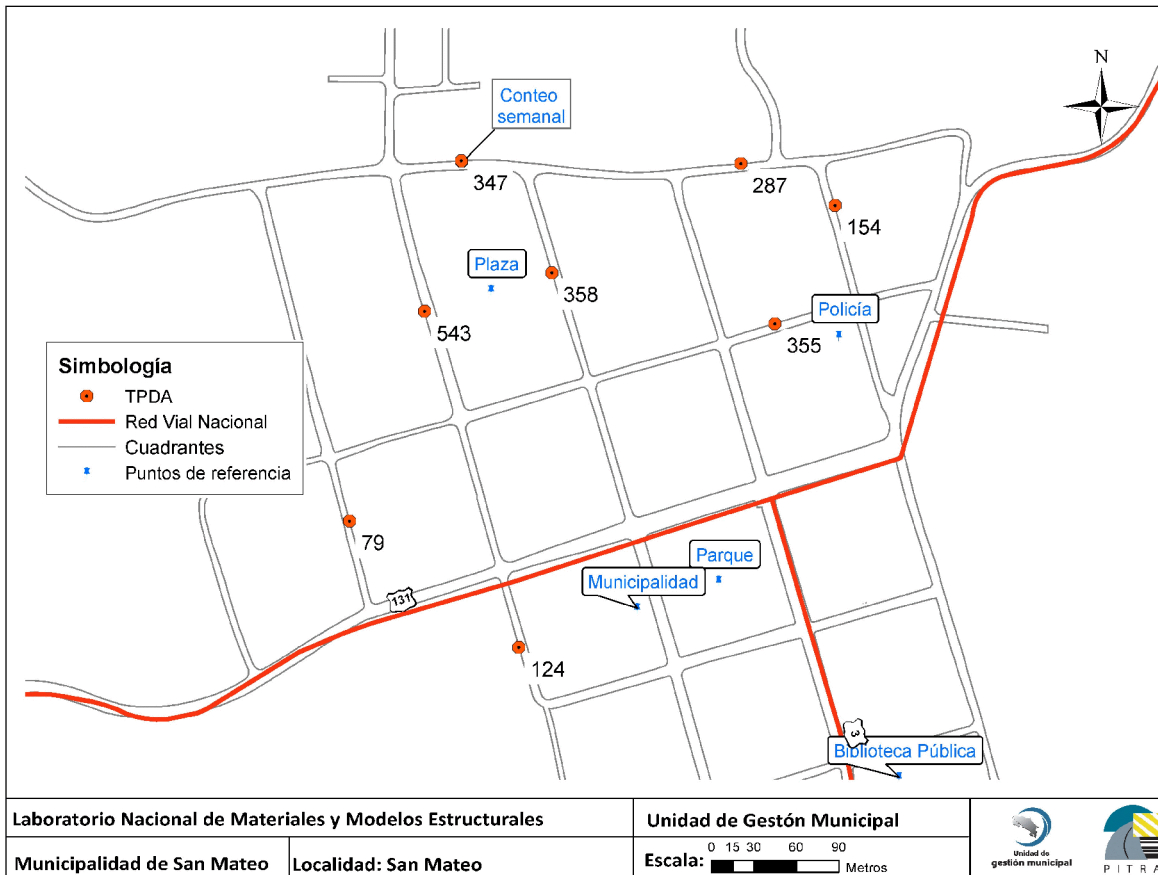 N
Conteo
semanal
347
287
154
Plaza
358
Policía
543
355
Simbología
TPDA
Red Vial Nacional
Cuadrantes
Puntos de referencia
79
Parque
Municipalidad
131
124
3
Biblioteca Pública
Laboratorio Nacional de Materiales y Modelos Estructurales
Unidad de Gestión Municipal
Municipalidad de San Mateo
Localidad: San Mateo
Escala:
0 15 30 60 90
Metros
Unidad de
gestión municipal
PITRA